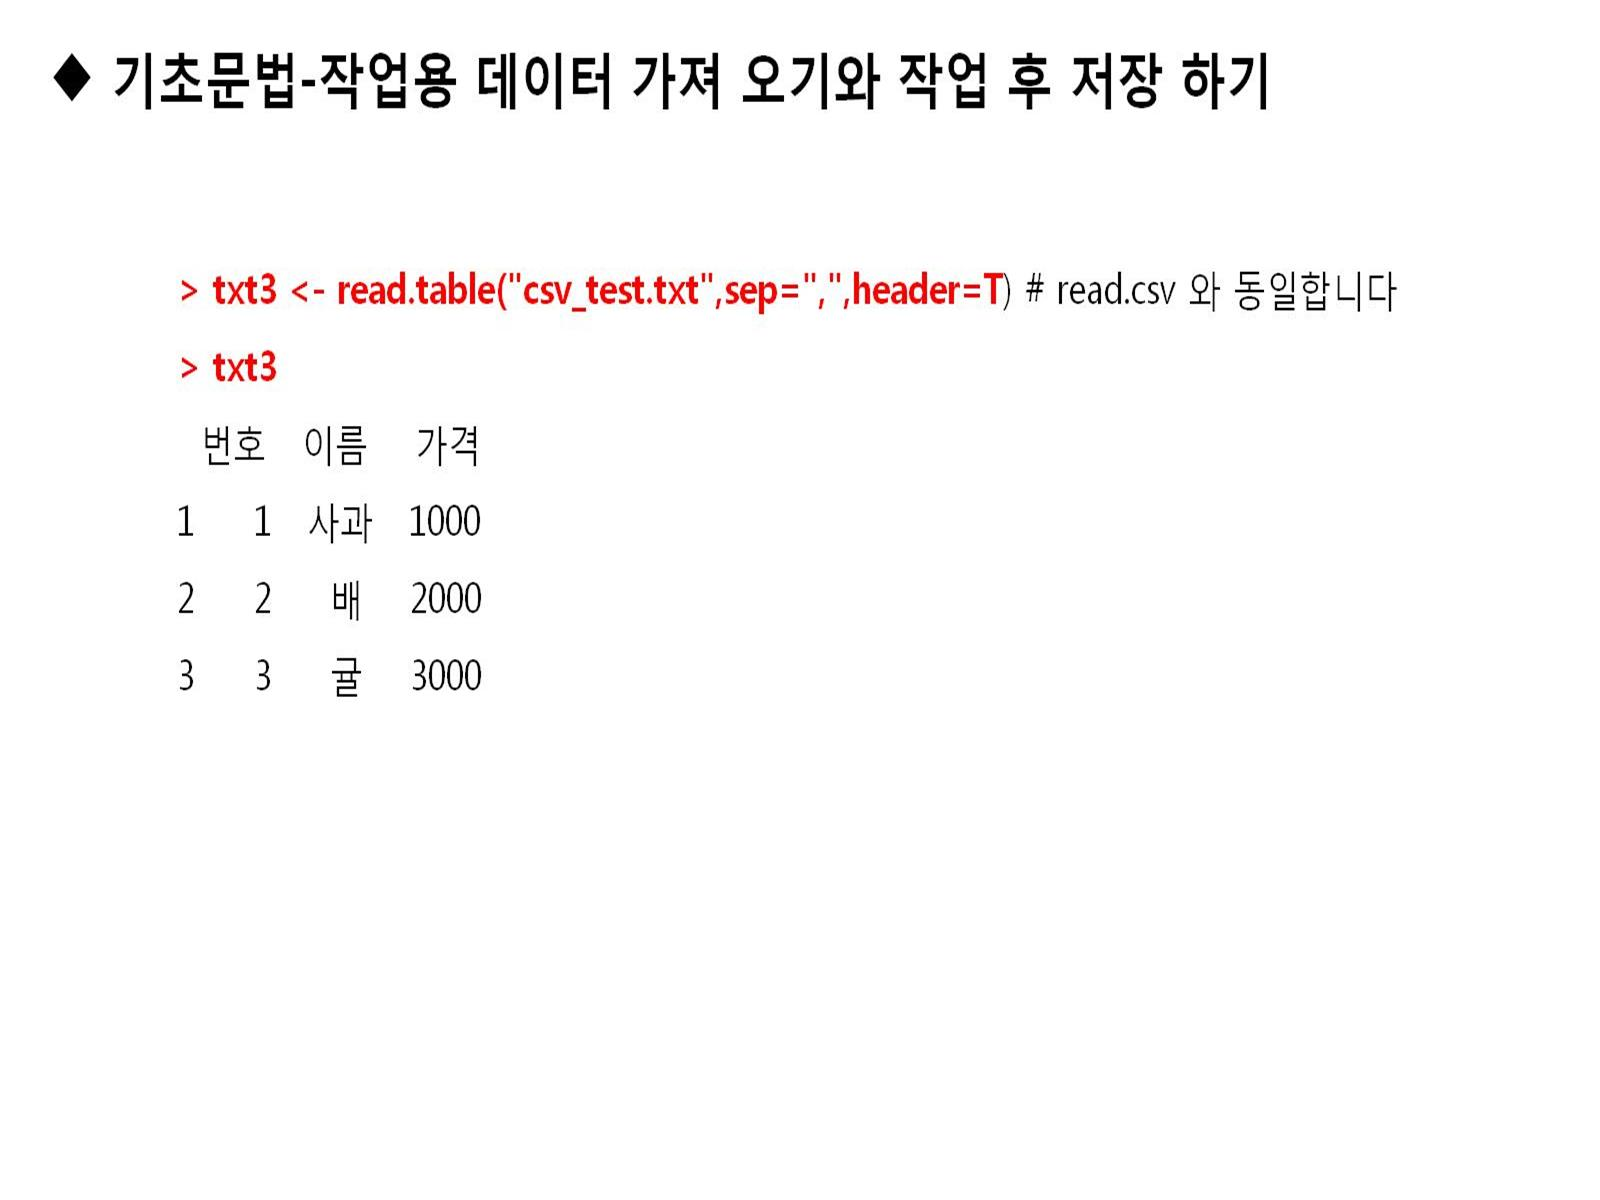 ◆ 기초문법-작업용 데이터 가져 오기와 작업 후 저장 하기
> txt3 <- read.table("csv_test.txt",sep=",",header=T) # read.csv 와 동일합니다
> txt3
번호 이름 가격
1 1 사과 1000
2 2 배 2000
3 3 귤 3000